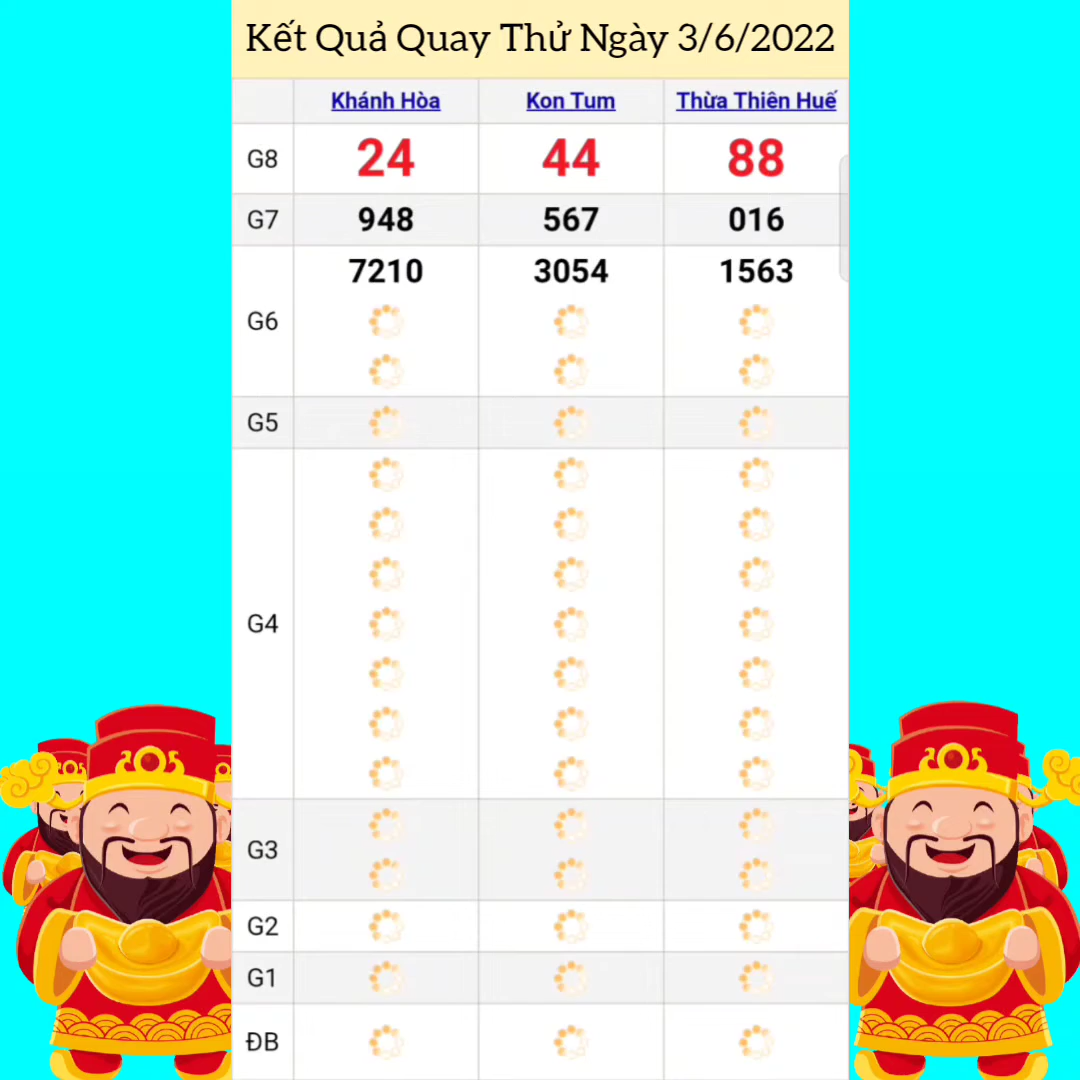 Kết Quả Quay Thử Ngày 3/6/2022
Khánh Hòa Kon Tum Thừa Thiên Huế
G8 24 44 88
G7 948 567 016
7210 3054 1563
G6
G5
G4
G3
G2
G1
ĐB